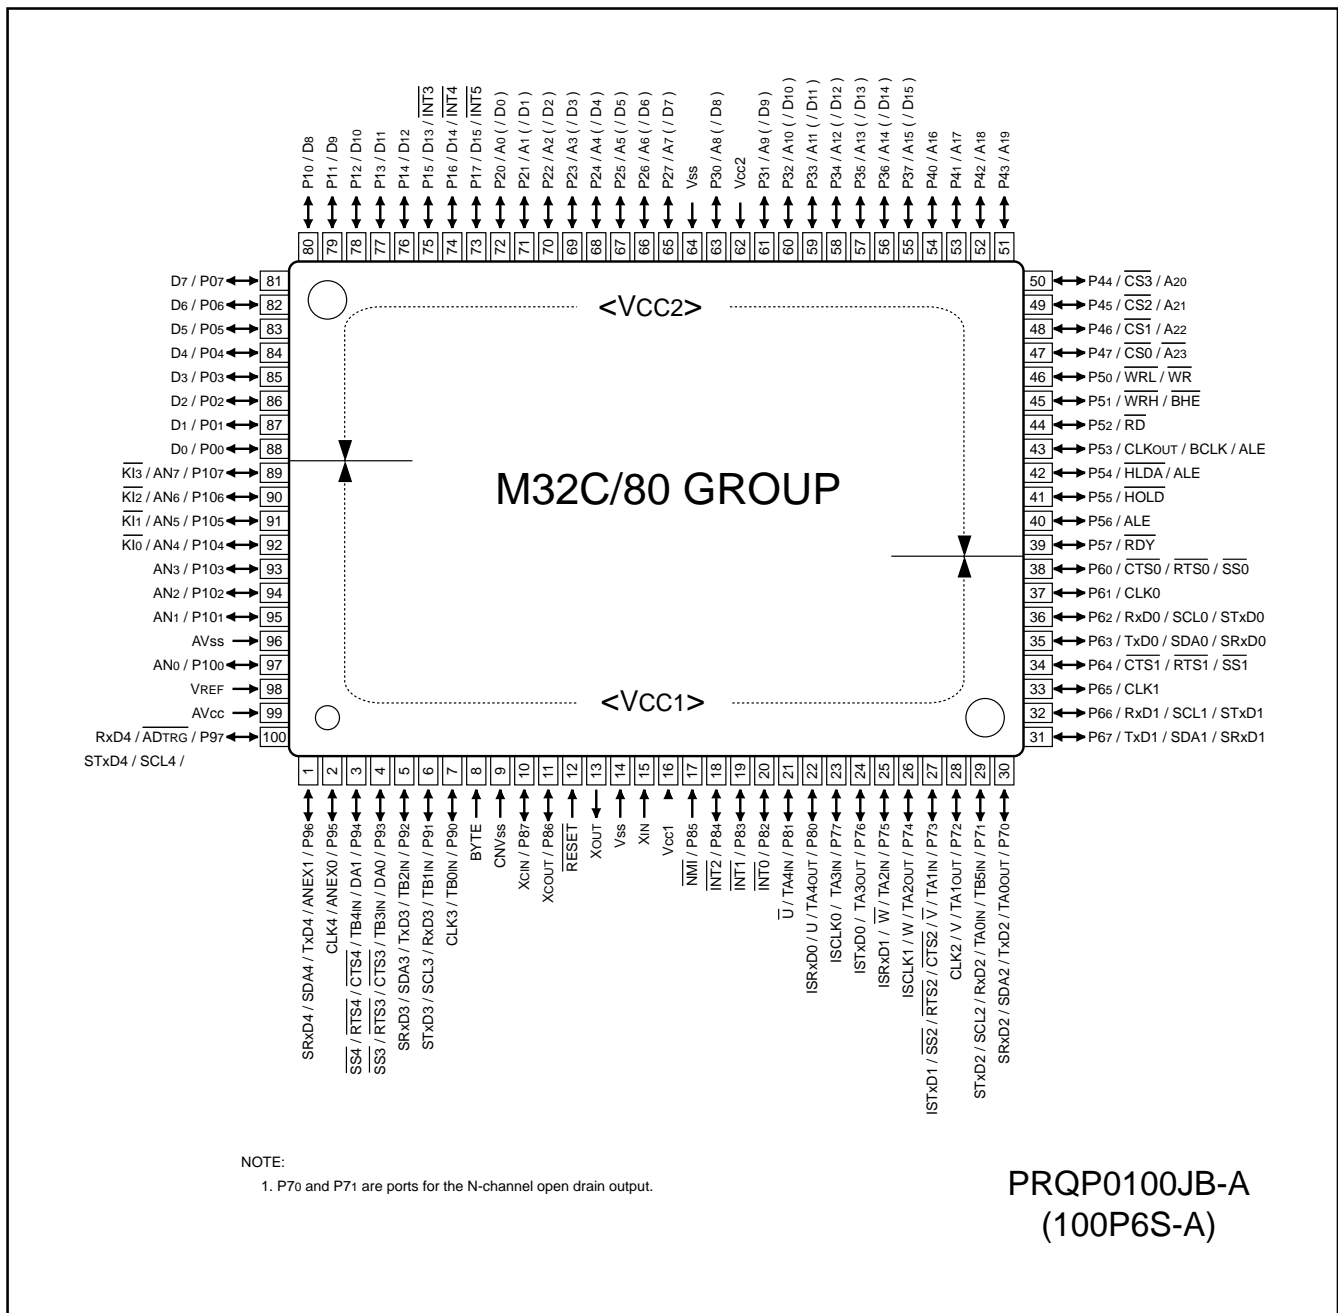 P10 / D8
P11 / D9
P12 / D10
P13 / D11
P14 / D12
P15 / D13 / INT3
P16 / D14 / INT4
P17 / D15 / INT5
P20 / A0 ( / D0 )
P21 / A1 ( / D1 )
P22 / A2 ( / D2 )
P23 / A3 ( / D3 )
P24 / A4 ( / D4 )
P25 / A5 ( / D5 )
P26 / A6 ( / D6 )
P27 / A7 ( / D7 )
Vss
P30 / A8 ( / D8 )
Vcc2
P31 / A9 ( / D9 )
P32 / A10 ( / D10 )
P33 / A11 ( / D11 )
P34 / A12 ( / D12 )
P35 / A13 ( / D13 )
P36 / A14 ( / D14 )
P37 / A15 ( / D15 )
P40 / A16
P41 / A17
P42 / A18
P43 / A19
80 79 78 77 76 75 74 73 72 71 70 69 68 67 66 65 64 63 62 61 60 59 58 57 56 55 54 53 52 51
D7 / P07 81
D6 / P06 82
D5 / P05 83
D4 / P04 84
D3 / P03 85
D2 / P02 86
D1 / P01 87
D0 / P00 88
KI3 / AN7 / P107 89
KI2 / AN6 / P106 90
KI1 / AN5 / P105 91
KI0 / AN4 / P104 92
AN3 / P103 93
AN2 / P102 94
AN1 / P101 95
AVss 96
AN0 / P100 97
VREF 98
AVcc 99
RxD4 / ADTRG / P97 100
STxD4 / SCL4 /
<VCC2>
M32C/80 GROUP
<VCC1>
50 P44 / CS3 / A20
49 P45 / CS2 / A21
48 P46 / CS1 / A22
47 P47 / CS0 / A23
46 P50 / WRL / WR
45 P51 / WRH / BHE
44 P52 / RD
43 P53 / CLKOUT / BCLK / ALE
42 P54 / HLDA / ALE
41 P55 / HOLD
40 P56 / ALE
39 P57 / RDY
38 P60 / CTS0 / RTS0 / SS0
37 P61 / CLK0
36 P62 / RxD0 / SCL0 / STxD0
35 P63 / TxD0 / SDA0 / SRxD0
34 P64 / CTS1 / RTS1 / SS1
33 P65 / CLK1
32 P66 / RxD1 / SCL1 / STxD1
31 P67 / TxD1 / SDA1 / SRxD1
1 2 3 4 5 6 7 8 9 10 11 12 13 14 15 16 17 18 19 20 21 22 23 24 25 26 27 28 29 30
SRxD4 / SDA4 / TxD4 / ANEX1 / P96
CLK4 / ANEX0 / P95
SS4 / RTS4 / CTS4 / TB4IN / DA1 / P94
SS3 / RTS3 / CTS3 / TB3IN / DA0 / P93
SRxD3 / SDA3 / TxD3 / TB2IN / P92
STxD3 / SCL3 / RxD3 / TB1IN / P91
CLK3 / TB0IN / P90
BYTE
CNVss
XCIN / P87
XCOUT / P86
RESET
XOUT
Vss
XIN
Vcc1
NMI / P85
INT2 / P84
INT1 / P83
INT0 / P82
U / TA4IN / P81
ISRxD0 / U / TA4OUT / P80
ISCLK0 / TA3IN / P77
ISTxD0 / TA3OUT / P76
ISRxD1 / W / TA2IN / P75
ISCLK1 / W / TA2OUT / P74
ISTxD1 / SS2 / RTS2 / CTS2 / V / TA1IN / P73
CLK2 / V / TA1OUT / P72
STxD2 / SCL2 / RxD2 / TA0IN / TB5IN / P71
SRxD2 / SDA2 / TxD2 / TA0OUT / P70
NOTE:
1. P70 and P71 are ports for the N-channel open drain output.
PRQP0100JB-A
(100P6S-A)